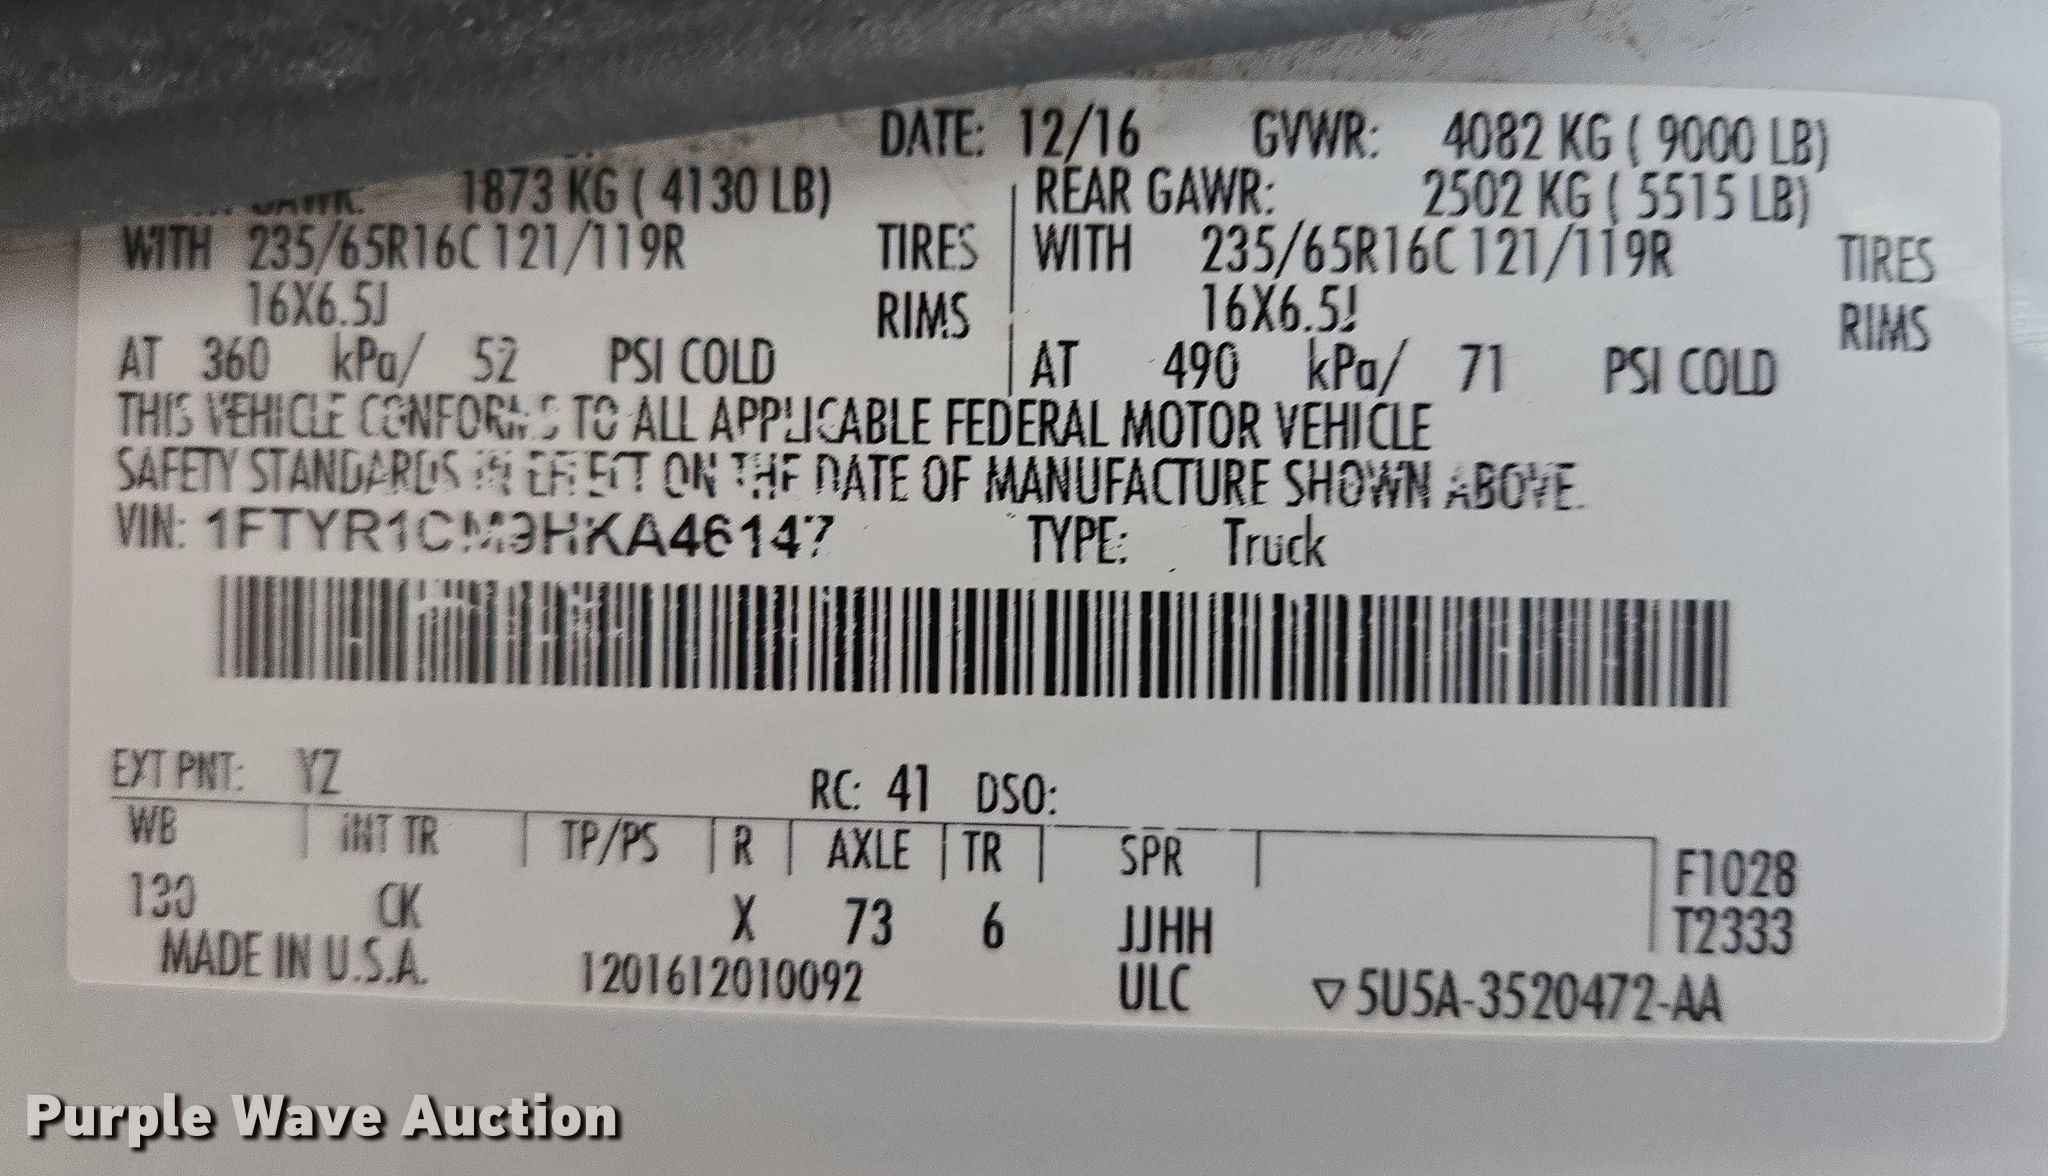 DATE: 12/16 GVWR: 4082 KG ( 9000 LB)
GAWR: 1873 KG ( 4130 LB) REAR GAWR: 2502 KG ( 5515 LB)
WITH 235/65R16C 121/119R TIRES WITH 235/65R16C 121/119R TIRES
16X6.5J RIMS 16X6.5J RIMS
AT 360 kPa/ 52 PSI COLD AT 490 kPa/ 71 PSI COLD
THIS VEHICLE CONFORMS TO ALL APPLICABLE FEDERAL MOTOR VEHICLE
SAFETY STANDARDS IN EFFECT ON THE DATE OF MANUFACTURE SHOWN ABOVE.
VIN: 1FTYR1CM9HKA46147 TYPE: Truck
EXT PNT: YZ RC: 41 DSO:
WB INT TR TP/PS R AXLE TR SPR
130 CK X 73 6 JJHH
F1028
T2333
MADE IN U.S.A. 1201612010092 ULC ▽5U5A-3520472-AA
Purple Wave Auction